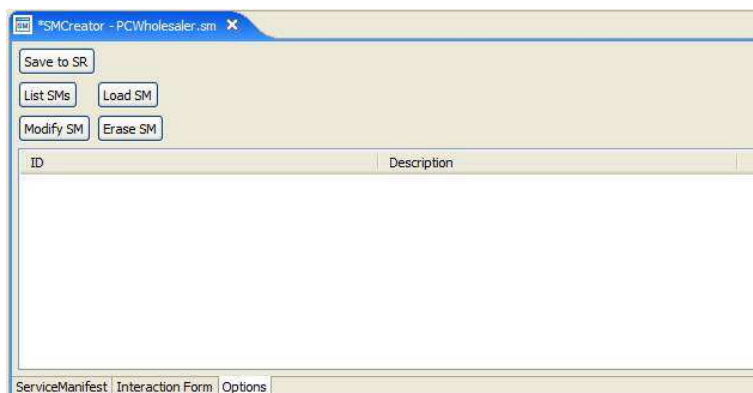 SM *SMCreator - PCWholesaler.sm X
Save to SR
List SMs Load SM
Modify SM Erase SM
ID Description
ServiceManifest Interaction Form Options